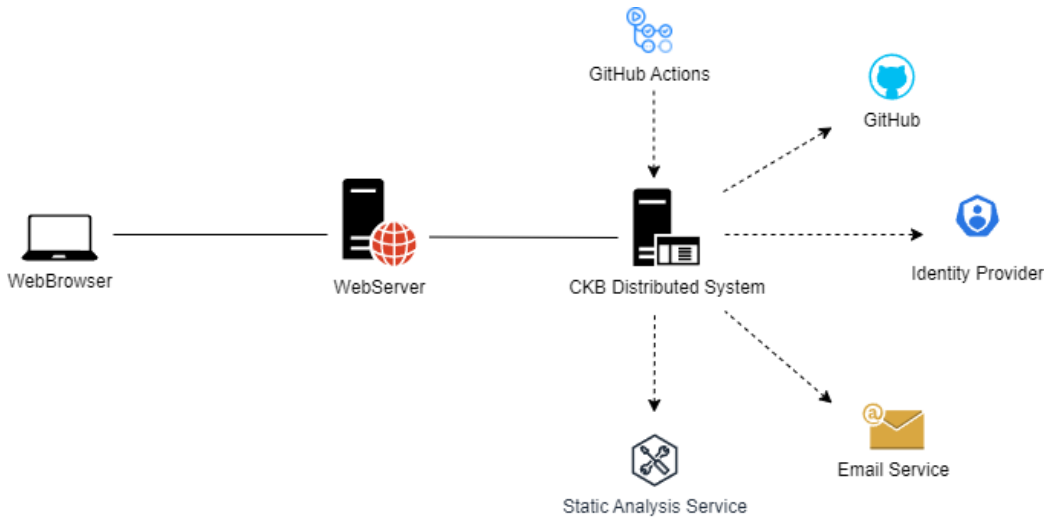 GitHub Actions
GitHub
WebBrowser
WebServer
CKB Distributed System
Identity Provider
Email Service
Static Analysis Service